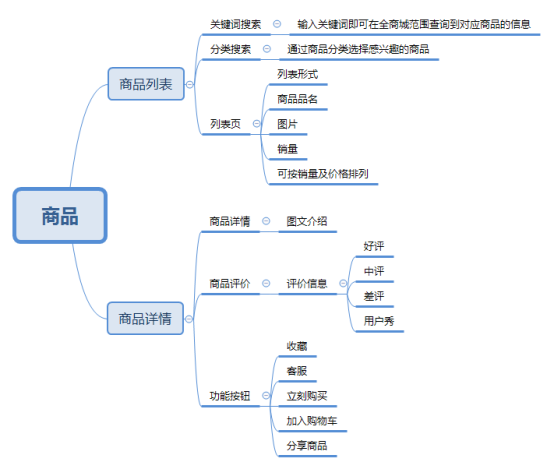 商品
商品列表
关键词搜索
输入关键词即可在全商城范围查询到对应商品的信息
分类搜索
通过商品分类选择感兴趣的商品
列表页
列表形式
商品品名
图片
销量
可按销量及价格排列
商品详情
商品详情
图文介绍
商品评价
评价信息
好评
中评
差评
用户秀
功能按钮
收藏
客服
立刻购买
加入购物车
分享商品